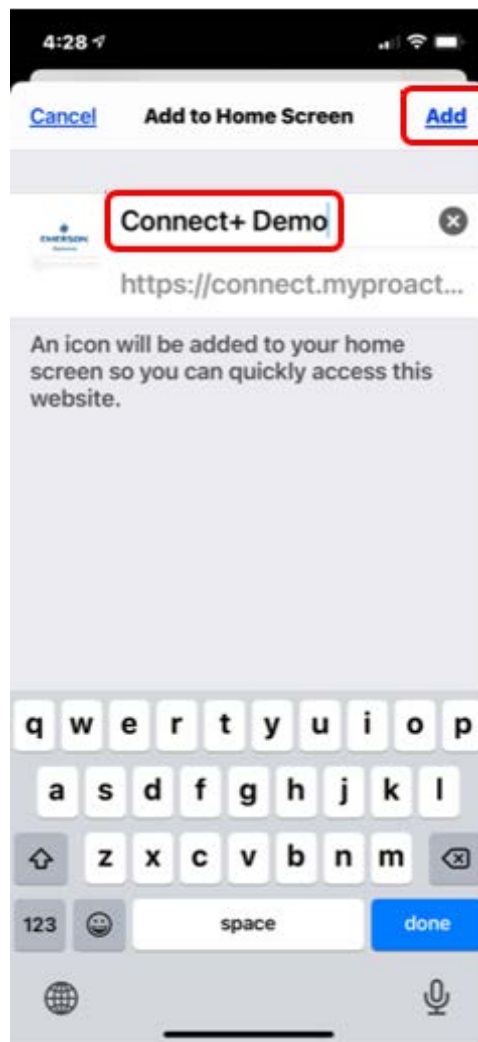 4:28
Cancel Add to Home Screen Add
EMERSON
Connect+ Demo
https://connect.myproact...
An icon will be added to your home
screen so you can quickly access this
website.
q w e r t y u i o p
a s d f g h j k l
z x c v b n m
123 space done